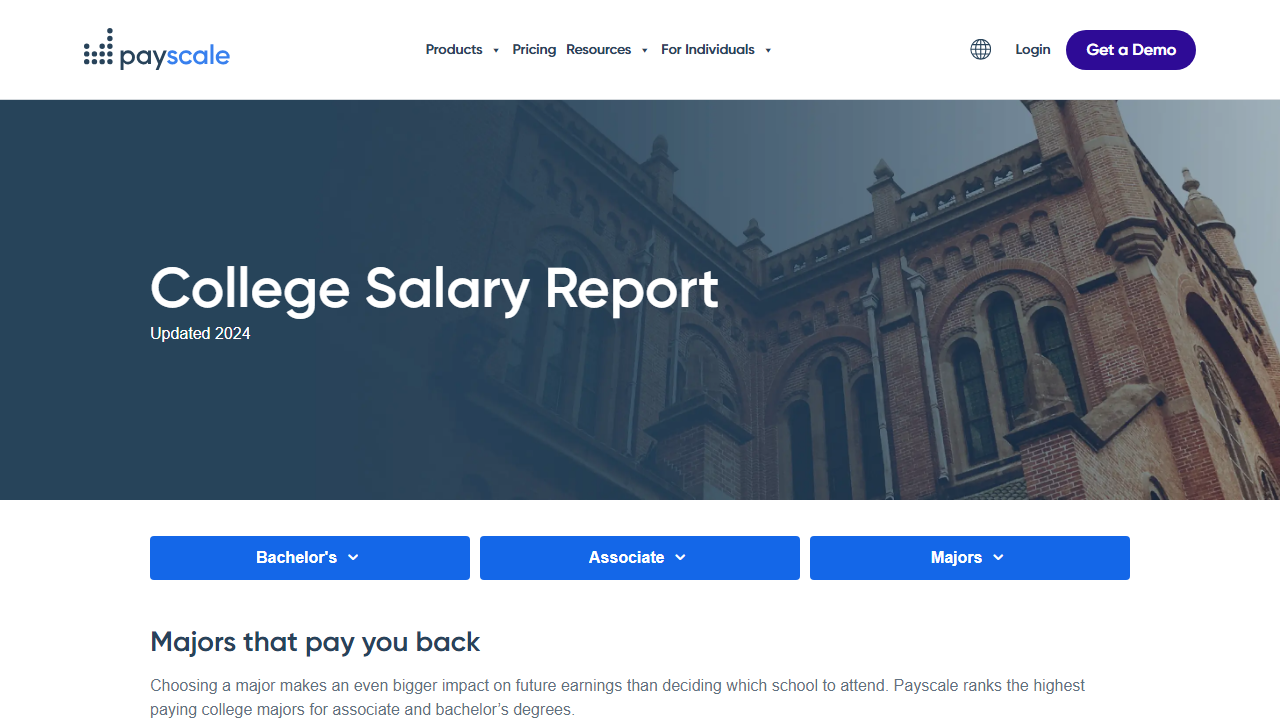 payscale
Products Pricing Resources For Individuals
Login Get a Demo
College Salary Report
Updated 2024
Bachelor's Associate Majors
Majors that pay you back
Choosing a major makes an even bigger impact on future earnings than deciding which school to attend. Payscale ranks the highest
paying college majors for associate and bachelor’s degrees.